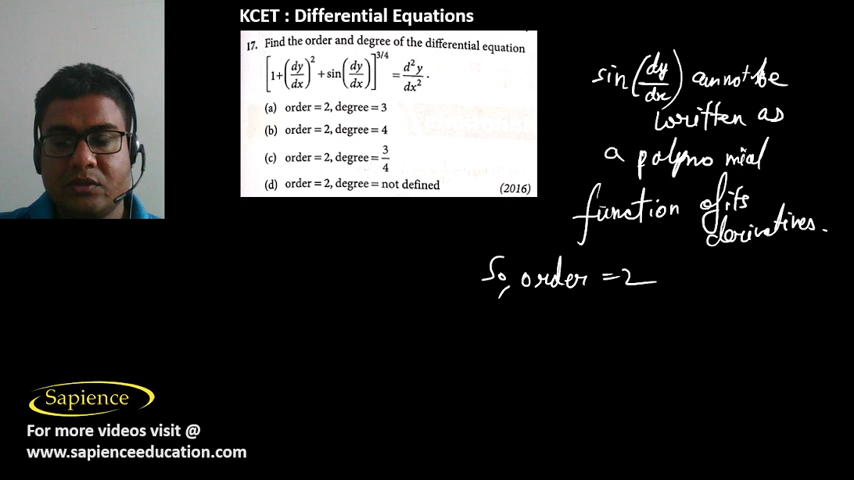 KCET : Differential Equations
17. Find the order and degree of the differential equation
[1+(dy/dx)²+sin(dy/dx)]^3/4 = d²y/dx².
(a) order = 2, degree = 3
(b) order = 2, degree = 4
(c) order = 2, degree = 3/4
(d) order = 2, degree = not defined (2016)
sin(dy/dx) cannot be
written as
a polynomial
function of its
derivatives.
So, order = 2
Sapience
For more videos visit @
www.sapienceeducation.com